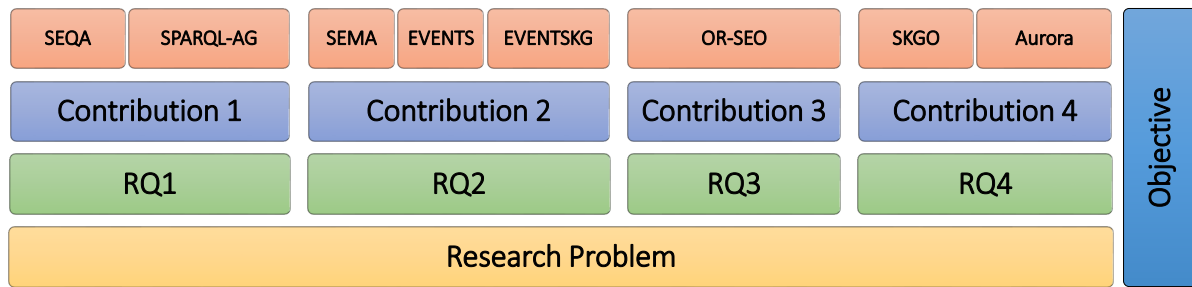 SEQA SPARQL-AG SEMA EVENTS EVENTSKG OR-SEO SKGO Aurora
Contribution 1 Contribution 2 Contribution 3 Contribution 4
RQ1 RQ2 RQ3 RQ4
Research Problem
Objective